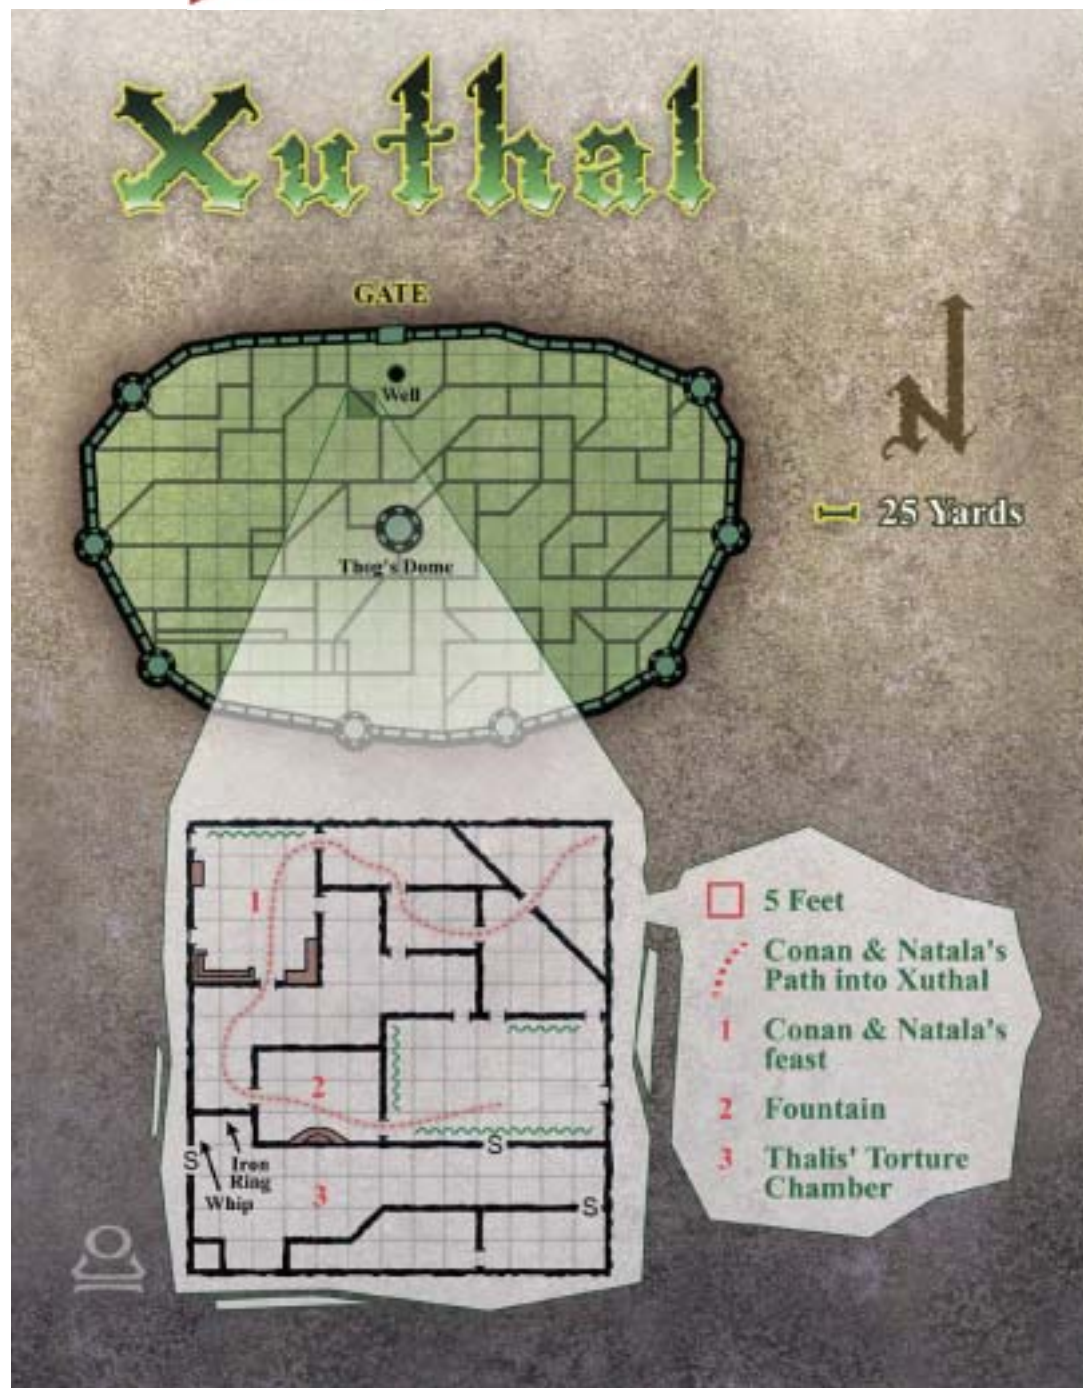 Xuthal
GATE
Well
N
25 Yards
Thog's Dome
1
5 Feet
Conan & Natala's
Path into Xuthal
1
Conan & Natala's
feast
2
2
Fountain
S
S
Iron
Ring
Whip
3
3
Thalis' Torture
Chamber
S